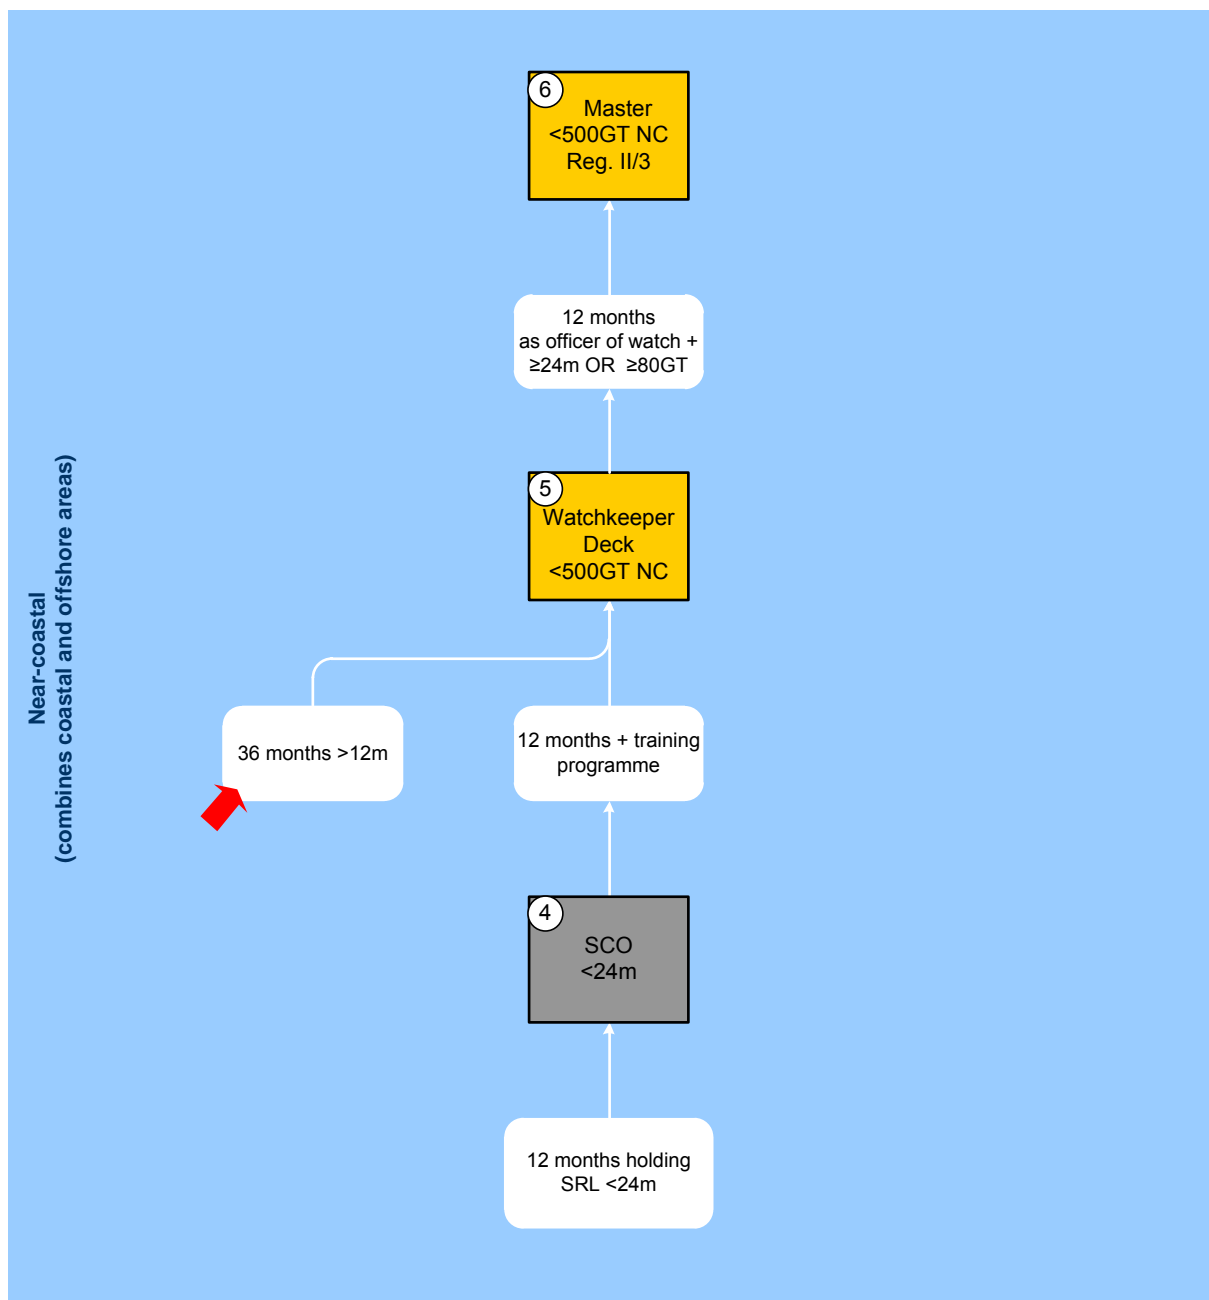 6
Master
<500GT NC
Reg. II/3
12 months
as officer of watch +
≥24m OR ≥80GT
5
Watchkeeper
Deck
<500GT NC
Near-coastal
(combines coastal and offshore areas)
36 months >12m
12 months + training
programme
4
SCO
<24m
12 months holding
SRL <24m